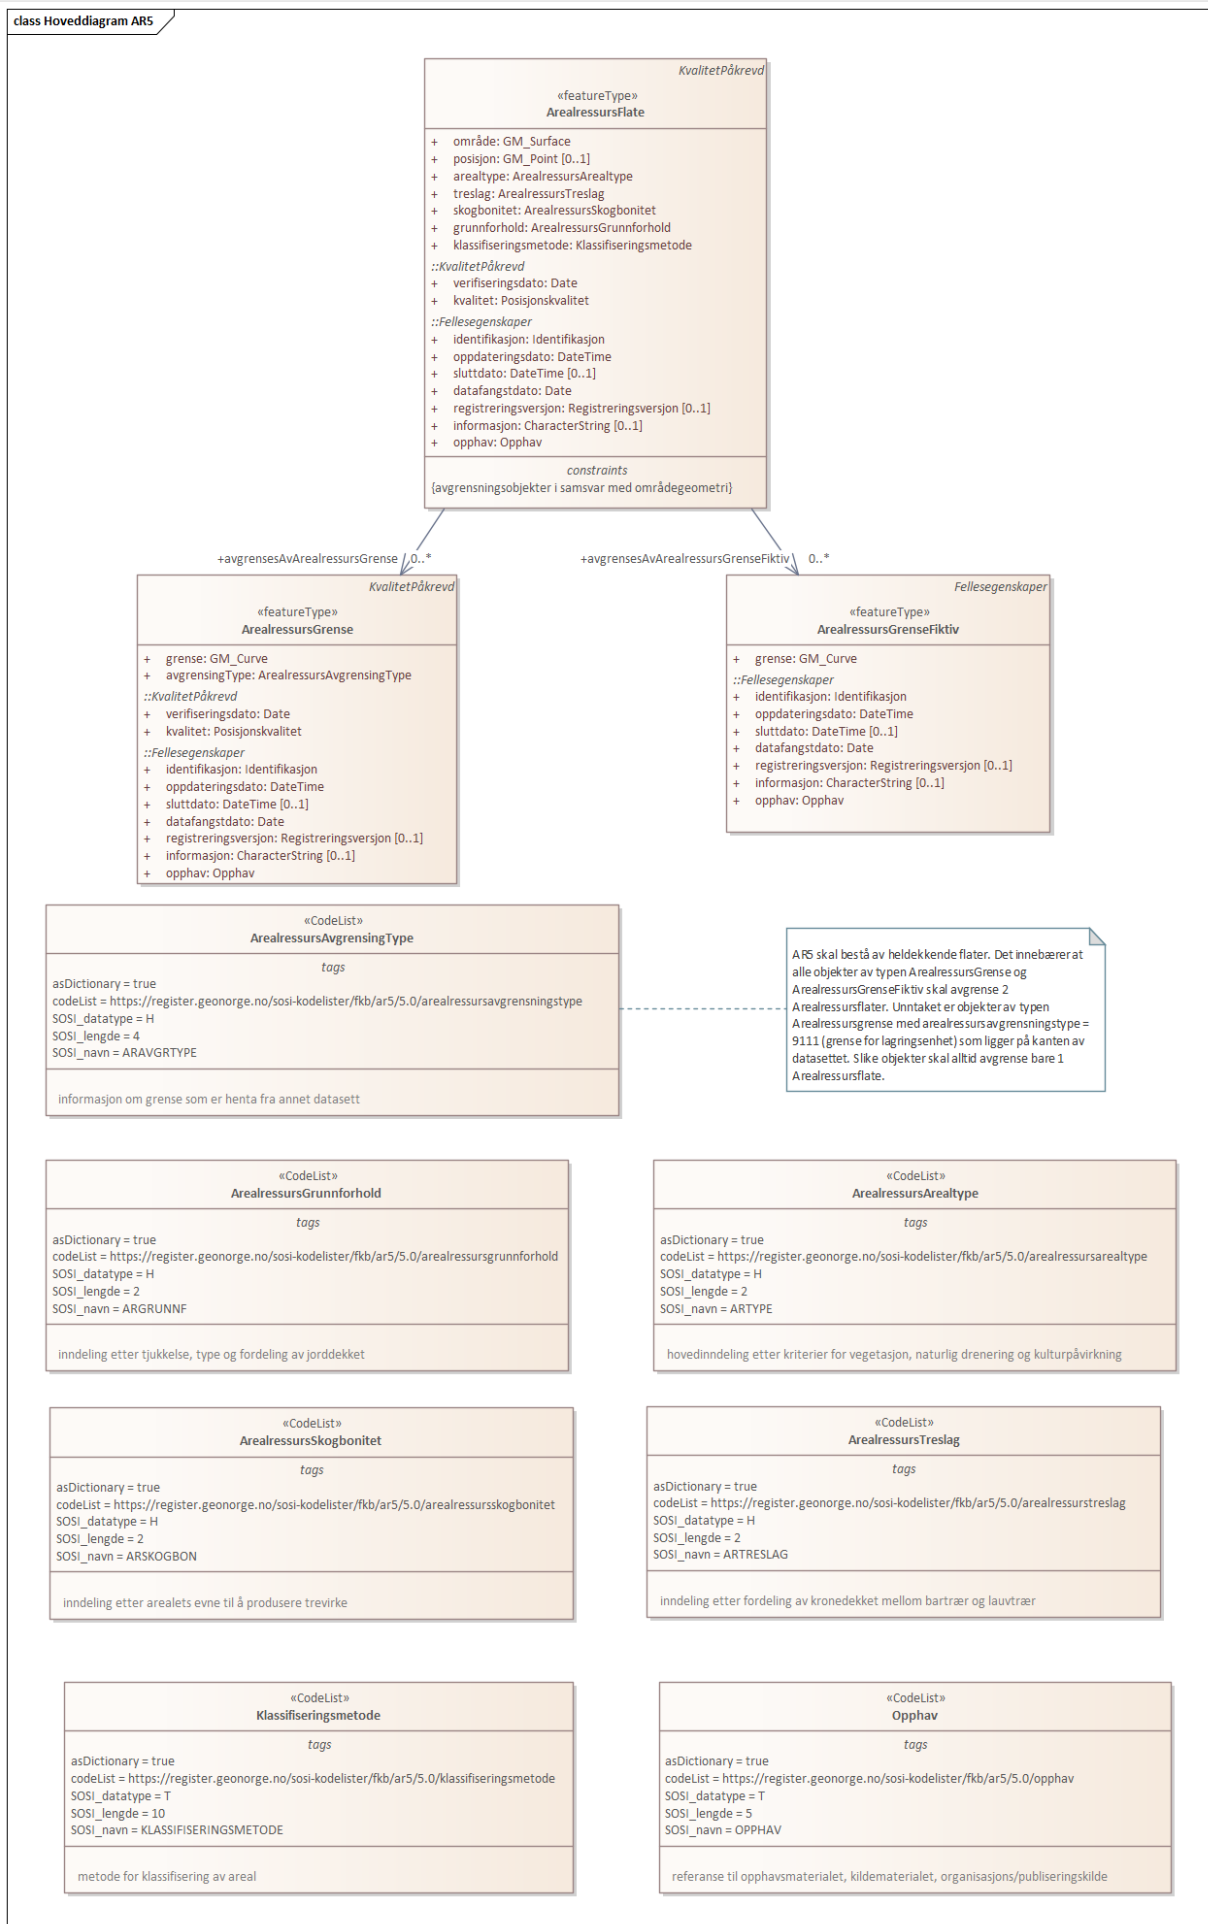 class Hoveddiagram AR5
KvalitetPåkrevd
«featureType»
ArealressursFlate
+ område: GM_Surface
+ posisjon: GM_Point [0..1]
+ arealtype: ArealressursArealtype
+ treslag: ArealressursTreslag
+ skogbonitet: ArealressursSkogbonitet
+ grunnforhold: ArealressursGrunnforhold
+ klassifiseringsmetode: Klassifiseringsmetode
::KvalitetPåkrevd
+ verifiseringsdato: Date
+ kvalitet: Posisjonskvalitet
::Fellesegenskaper
+ identifikasjon: Identifikasjon
+ oppdateringsdato: DateTime
+ sluttdato: DateTime [0..1]
+ datafangstdato: Date
+ registreringsversjon: Registreringsversjon [0..1]
+ informasjon: CharacterString [0..1]
+ opphav: Opphav
constraints
{avgrensningsobjekter i samsvar med områdegeometri}
+avgrensesAvArealressursGrense 0..*
+avgrensesAvArealressursGrenseFiktiv 0..*
KvalitetPåkrevd
«featureType»
ArealressursGrense
+ grense: GM_Curve
+ avgrensingType: ArealressursAvgrensingType
::KvalitetPåkrevd
+ verifiseringsdato: Date
+ kvalitet: Posisjonskvalitet
::Fellesegenskaper
+ identifikasjon: Identifikasjon
+ oppdateringsdato: DateTime
+ sluttdato: DateTime [0..1]
+ datafangstdato: Date
+ registreringsversjon: Registreringsversjon [0..1]
+ informasjon: CharacterString [0..1]
+ opphav: Opphav
Fellesegenskaper
«featureType»
ArealressursGrenseFiktiv
+ grense: GM_Curve
::Fellesegenskaper
+ identifikasjon: Identifikasjon
+ oppdateringsdato: DateTime
+ sluttdato: DateTime [0..1]
+ datafangstdato: Date
+ registreringsversjon: Registreringsversjon [0..1]
+ informasjon: CharacterString [0..1]
+ opphav: Opphav
«CodeList»
ArealressursAvgrensingType
tags
asDictionary = true
codeList = https://register.geonorge.no/sosi-kodelister/fkb/ar5/5.0/arealressursavgrensningstype
SOSI_datatype = H
SOSI_lengde = 4
SOSI_navn = ARAVGRTYPE
informasjon om grense som er henta fra annet datasett
AR5 skal bestå av heldekkende flater. Det innebærer at
alle objekter av typen ArealressursGrense og
ArealressursGrenseFiktiv skal avgrense 2
Arealressursflater. Unntaket er objekter av typen
Arealressursgrense med arealressursavgrensningstype =
9111 (grense for lagringsenhet) som ligger på kanten av
datasettet. Slike objekter skal alltid avgrense bare 1
Arealressursflate.
«CodeList»
ArealressursGrunnforhold
tags
asDictionary = true
codeList = https://register.geonorge.no/sosi-kodelister/fkb/ar5/5.0/arealressursgrunnforhold
SOSI_datatype = H
SOSI_lengde = 2
SOSI_navn = ARGRUNNF
inndeling etter tjukkelse, type og fordeling av jorddekket
«CodeList»
ArealressursArealtype
tags
asDictionary = true
codeList = https://register.geonorge.no/sosi-kodelister/fkb/ar5/5.0/arealressursarealtype
SOSI_datatype = H
SOSI_lengde = 2
SOSI_navn = ARTYPE
hovedinndeling etter kriterier for vegetasjon, naturlig drenering og kulturpåvirkning
«CodeList»
ArealressursSkogbonitet
tags
asDictionary = true
codeList = https://register.geonorge.no/sosi-kodelister/fkb/ar5/5.0/arealressursskogbonitet
SOSI_datatype = H
SOSI_lengde = 2
SOSI_navn = ARSKOGBON
inndeling etter arealets evne til å produsere trevirke
«CodeList»
ArealressursTreslag
tags
asDictionary = true
codeList = https://register.geonorge.no/sosi-kodelister/fkb/ar5/5.0/arealressurstreslag
SOSI_datatype = H
SOSI_lengde = 2
SOSI_navn = ARTRESLAG
inndeling etter fordeling av kronedekket mellom bartrær og lauvtrær
«CodeList»
Klassifiseringsmetode
tags
asDictionary = true
codeList = https://register.geonorge.no/sosi-kodelister/fkb/ar5/5.0/klassifiseringsmetode
SOSI_datatype = T
SOSI_lengde = 10
SOSI_navn = KLASSIFISERINGSMETODE
metode for klassifisering av areal
«CodeList»
Opphav
tags
asDictionary = true
codeList = https://register.geonorge.no/sosi-kodelister/fkb/ar5/5.0/opphav
SOSI_datatype = T
SOSI_lengde = 5
SOSI_navn = OPPHAV
referanse til opphavsmaterialet, kildematerialet, organisasjons/publiseringskilde